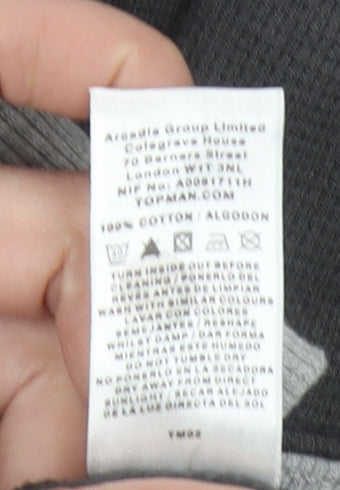 Arcadia Group Limited
Colegrave House
70 Berners Street
London W1T 3NL
NIF No: A0081711H
TOPMAN.COM
100% COTTON / ALGODON
TURN INSIDE OUT BEFORE
CLEANING / PONERLO DEL
REVES ANTES DE LIMPIAR
WASH WITH SIMILAR COLOURS
LAVAR CON COLORES
SEMEJANTES / RESHAPE
WHILST DAMP / DAR FORMA
MIENTRAS ESTE HUMEDO
DO NOT TUMBLE DRY
NO PONERLO EN LA SECADORA
DRY AWAY FROM DIRECT
SUNLIGHT / SECAR ALEJADO
DE LA LUZ DIRECTA DEL SOL
TM02